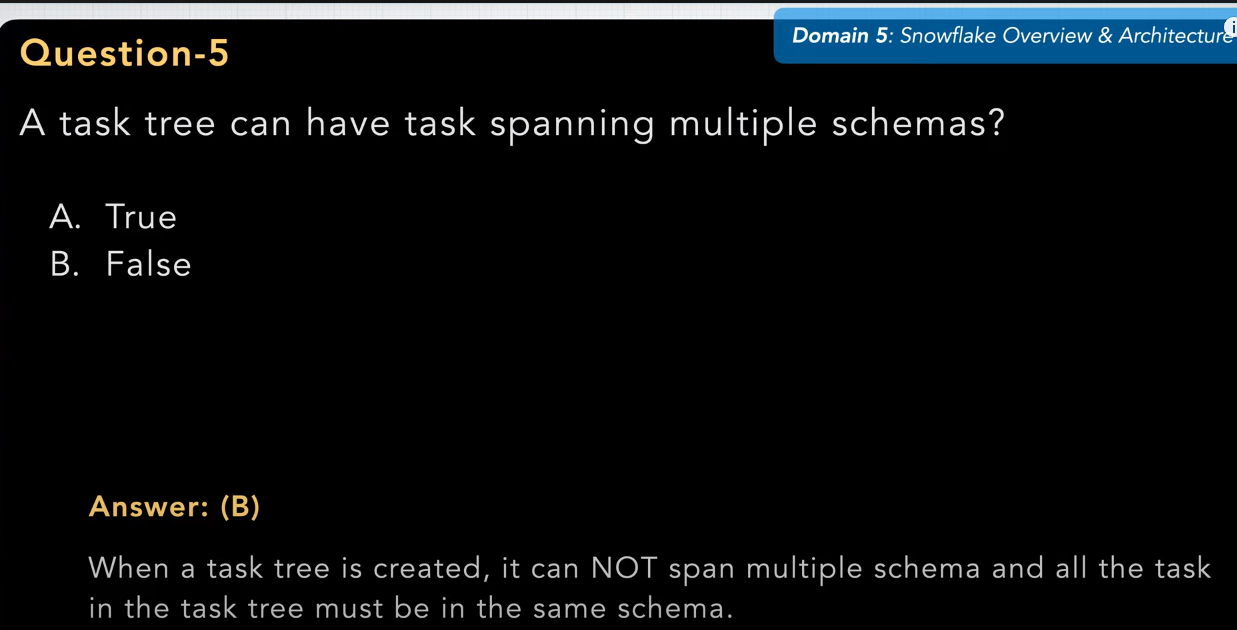 Domain 5: Snowflake Overview & Architecture
i
Question-5
A task tree can have task spanning multiple schemas?
A. True
B. False
Answer: (B)
When a task tree is created, it can NOT span multiple schema and all the task
in the task tree must be in the same schema.